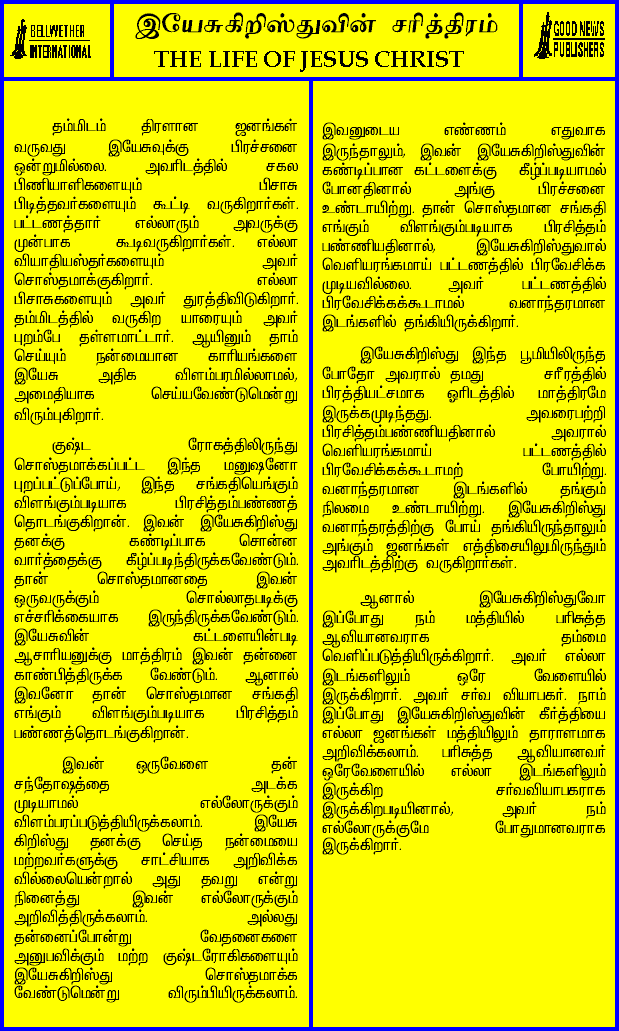 BELLWETHER
INTERNATIONAL
இயேசுகிறிஸ்துவின் சரித்திரம்
THE LIFE OF JESUS CHRIST
GOOD NEWS
PUBLISHERS
தம்மிடம் திரளான ஜனங்கள்
வருவது இயேசுவுக்கு பிரச்சனை
ஒன்றுமில்லை. அவரிடத்தில் சகல
பிணியாளிகளையும் பிசாசு
பிடித்தவர்களையும் கூட்டி வருகிறார்கள்.
பட்டணத்தார் எல்லாரும் அவருக்கு
முன்பாக கூடிவருகிறார்கள். எல்லா
வியாதியஸ்தர்களையும் அவர்
சொஸ்தமாக்குகிறார். எல்லா
பிசாசுகளையும் அவர் துரத்திவிடுகிறார்.
தம்மிடத்தில் வருகிற யாரையும் அவர்
புறம்பே தள்ளமாட்டார். ஆயினும் தாம்
செய்யும் நன்மையான காரியங்களை
இயேசு அதிக விளம்பரமில்லாமல்,
அமைதியாக செய்யவேண்டுமென்று
விரும்புகிறார்.
குஷ்ட ரோகத்திலிருந்து
சொஸ்தமாக்கப்பட்ட இந்த மனுஷனோ
புறப்பட்டுப்போய், இந்த சங்கதியெங்கும்
விளங்கும்படியாக பிரசித்தம்பண்ணத்
தொடங்குகிறான். இவன் இயேசுகிறிஸ்து
தனக்கு கண்டிப்பாக சொன்ன
வார்த்தைக்கு கீழ்ப்படிந்திருக்கவேண்டும்.
தான் சொஸ்தமானதை இவன்
ஒருவருக்கும் சொல்லாதபடிக்கு
எச்சரிக்கையாக இருந்திருக்கவேண்டும்.
இயேசுவின் கட்டளையின்படி
ஆசாரியனுக்கு மாத்திரம் இவன் தன்னை
காண்பித்திருக்க வேண்டும். ஆனால்
இவனோ தான் சொஸ்தமான சங்கதி
எங்கும் விளங்கும்படியாக பிரசித்தம்
பண்ணத்தொடங்குகிறான்.
இவன் ஒருவேளை தன்
சந்தோஷத்தை அடக்க
முடியாமல் எல்லோருக்கும்
விளம்பரப்படுத்தியிருக்கலாம். இயேசு
கிறிஸ்து தனக்கு செய்த நன்மையை
மற்றவர்களுக்கு சாட்சியாக அறிவிக்க
வில்லையென்றால் அது தவறு என்று
நினைத்து இவன் எல்லோருக்கும்
அறிவித்திருக்கலாம். அல்லது
தன்னைப்போன்று வேதனைகளை
அனுபவிக்கும் மற்ற குஷ்டரோகிகளையும்
இயேசுகிறிஸ்து சொஸ்தமாக்க
வேண்டுமென்று விரும்பியிருக்கலாம்.
இவனுடைய எண்ணம் எதுவாக
இருந்தாலும், இவன் இயேசுகிறிஸ்துவின்
கண்டிப்பான கட்டளைக்கு கீழ்ப்படியாமல்
போனதினால் அங்கு பிரச்சனை
உண்டாயிற்று. தான் சொஸ்தமான சங்கதி
எங்கும் விளங்கும்படியாக பிரசித்தம்
பண்ணியதினால், இயேசுகிறிஸ்துவால்
வெளியரங்கமாய் பட்டணத்தில் பிரவேசிக்க
முடியவில்லை. அவர் பட்டணத்தில்
பிரவேசிக்கக்கூடாமல் வனாந்தரமான
இடங்களில் தங்கியிருக்கிறார்.
இயேசுகிறிஸ்து இந்த பூமியிலிருந்த
போதோ அவரால் தமது சரீரத்தில்
பிரத்தியட்சமாக ஓரிடத்தில் மாத்திரமே
இருக்கமுடிந்தது. அவரைபற்றி
பிரசித்தம்பண்ணியதினால் அவரால்
வெளியரங்கமாய் பட்டணத்தில்
பிரவேசிக்கக்கூடாமற் போயிற்று.
வனாந்தரமான இடங்களில் தங்கும்
நிலமை உண்டாயிற்று. இயேசுகிறிஸ்து
வனாந்தரத்திற்கு போய் தங்கியிருந்தாலும்
அங்கும் ஜனங்கள் எத்திசையிலுமிருந்தும்
அவரிடத்திற்கு வருகிறார்கள்.
ஆனால் இயேசுகிறிஸ்துவோ
இப்போது நம் மத்தியில் பரிசுத்த
ஆவியானவராக தம்மை
வெளிப்படுத்தியிருக்கிறார். அவர் எல்லா
இடங்களிலும் ஒரே வேளையில்
இருக்கிறார். அவர் சர்வ வியாபகர். நாம்
இப்போது இயேசுகிறிஸ்துவின் கீர்த்தியை
எல்லா ஜனங்கள் மத்தியிலும் தாராளமாக
அறிவிக்கலாம். பரிசுத்த ஆவியானவர்
ஒரேவேளையில் எல்லா இடங்களிலும்
இருக்கிற சர்வவியாபகராக
இருக்கிறபடியினால், அவர் நம்
எல்லோருக்குமே போதுமானவராக
இருக்கிறார்.